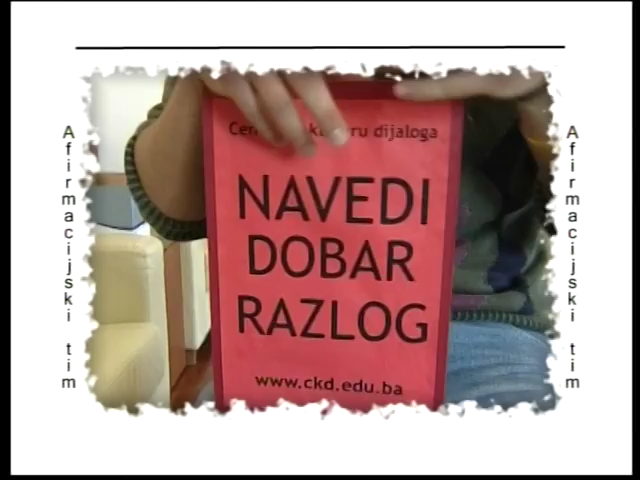 Afirmacijski tim
dijaloga
NAVEDI
DOBAR
RAZLOG
www.ckd.edu.ba
Afirmacijski tim